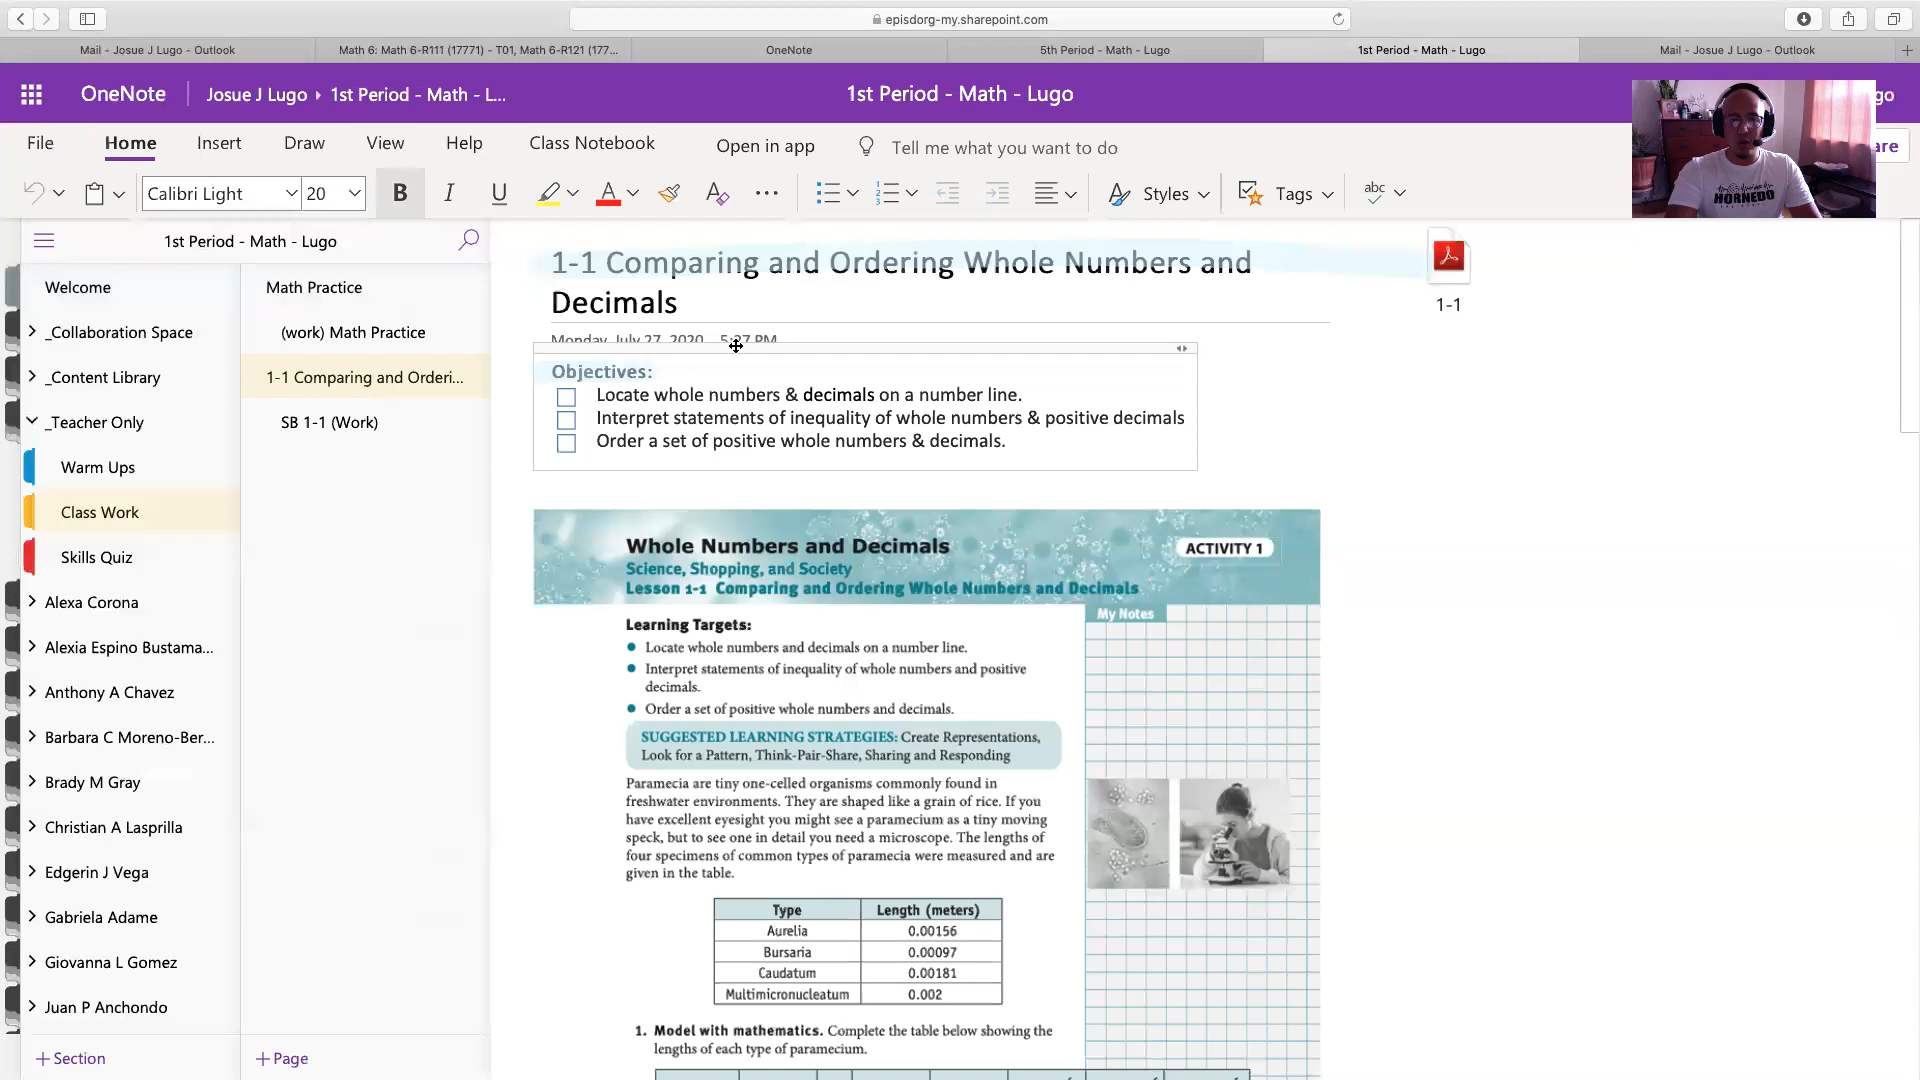 episdorg-my.sharepoint.com
Mail - Josue J Lugo - Outlook
Math 6: Math 6-R111 (17771) - T01, Math 6-R121 (177...
OneNote
5th Period - Math - Lugo
1st Period - Math - Lugo
Mail - Josue J Lugo - Outlook
OneNote
Josue J Lugo
1st Period - Math - L...
1st Period - Math - Lugo
go
File
Home
Insert
Draw
View
Help
Class Notebook
Open in app
Tell me what you want to do
are
Calibri Light
20
B
I
U
A
A
Styles
Tags
abc
HORNEDO
1st Period - Math - Lugo
Welcome
_Collaboration Space
_Content Library
_Teacher Only
Warm Ups
Class Work
Skills Quiz
Alexa Corona
Alexia Espino Bustama...
Anthony A Chavez
Barbara C Moreno-Ber...
Brady M Gray
Christian A Lasprilla
Edgerin J Vega
Gabriela Adame
Giovanna L Gomez
Juan P Anchondo
+ Section
Math Practice
(work) Math Practice
1-1 Comparing and Orderi...
SB 1-1 (Work)
+ Page
1-1 Comparing and Ordering Whole Numbers and
Decimals
Monday, July 27, 2020 5:27 PM
1-1
Objectives:
Locate whole numbers & decimals on a number line.
Interpret statements of inequality of whole numbers & positive decimals
Order a set of positive whole numbers & decimals.
Whole Numbers and Decimals
ACTIVITY 1
Science, Shopping, and Society
Lesson 1-1 Comparing and Ordering Whole Numbers and Decimals
My Notes
Learning Targets:
Locate whole numbers and decimals on a number line.
Interpret statements of inequality of whole numbers and positive
decimals.
Order a set of positive whole numbers and decimals.
SUGGESTED LEARNING STRATEGIES: Create Representations,
Look for a Pattern, Think-Pair-Share, Sharing and Responding
Paramecia are tiny one-celled organisms commonly found in
freshwater environments. They are shaped like a grain of rice. If you
have excellent eyesight you might see a paramecium as a tiny moving
speck, but to see one in detail you need a microscope. The lengths of
four specimens of common types of paramecia were measured and are
given in the table.
Type Length (meters)
Aurelia 0.00156
Bursaria 0.00097
Caudatum 0.00181
Multimicronucleatum 0.002
1. Model with mathematics. Complete the table below showing the
lengths of each type of paramecium.